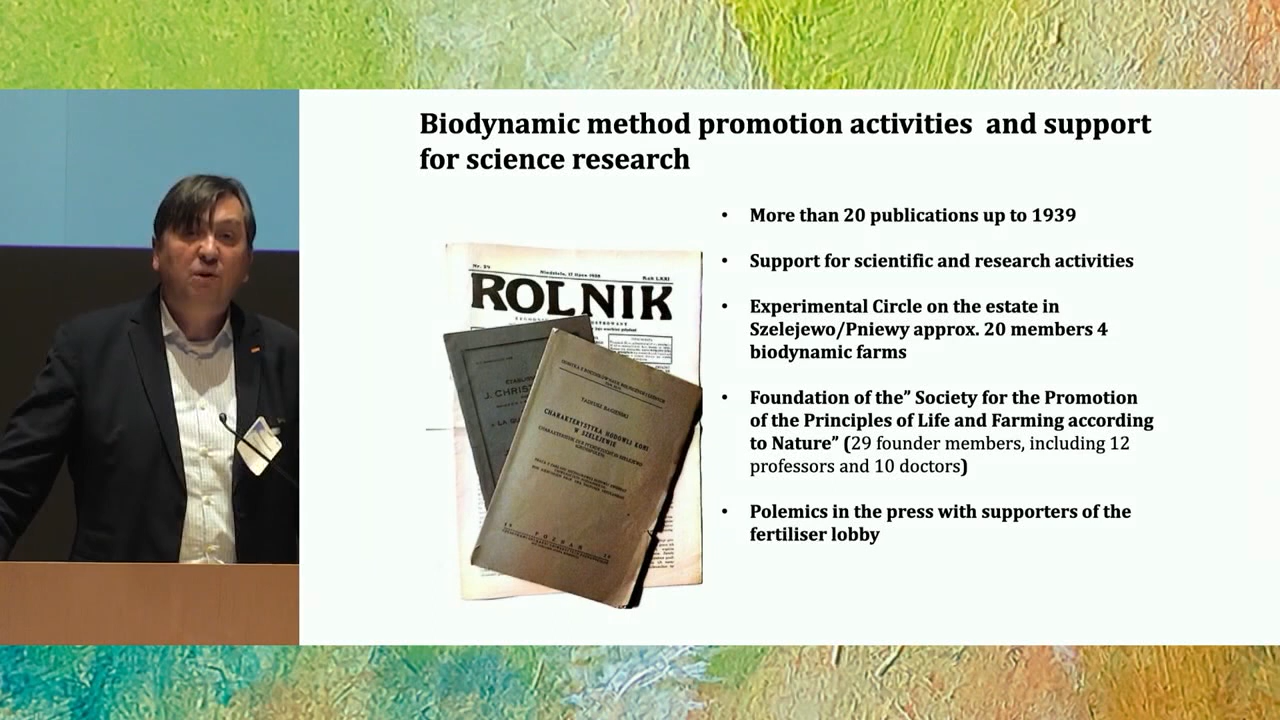 Biodynamic method promotion activities and support
for science research
• More than 20 publications up to 1939
• Support for scientific and research activities
• Experimental Circle on the estate in
Szelejewo/Pniewy approx. 20 members 4
biodynamic farms
• Foundation of the” Society for the Promotion
of the Principles of Life and Farming according
to Nature” (29 founder members, including 12
professors and 10 doctors)
• Polemics in the press with supporters of the
fertiliser lobby
Rok LXXI
ROLNIK
J. CHRIST
CHARAKTERYSTYKA HODOWLI KONI
W SZELEJEWIE
POZNAŃ